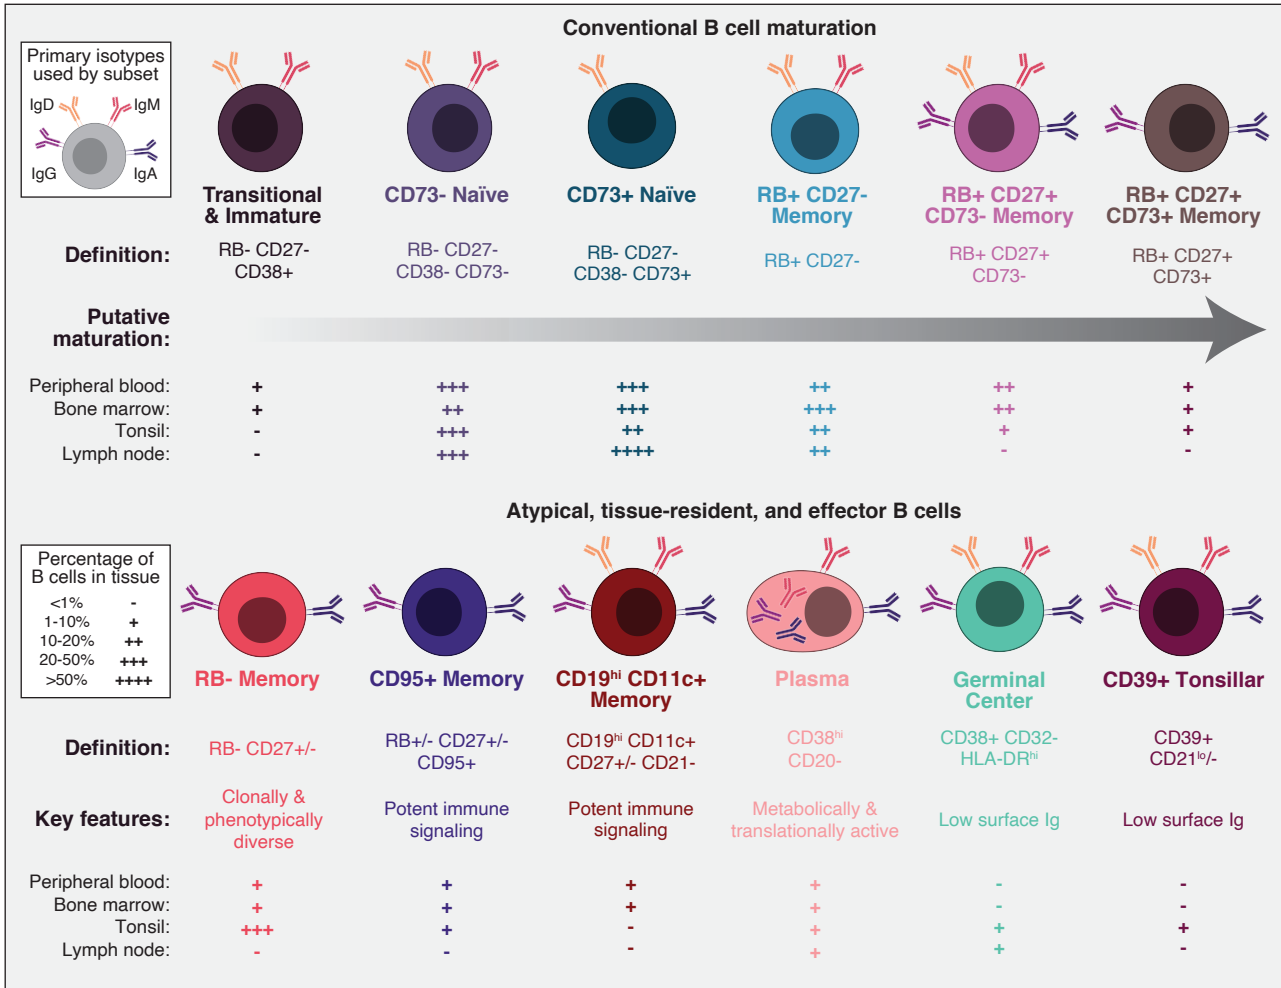 Conventional B cell maturation
Primary isotypes
used by subset
IgD
IgM
IgG
IgA
Transitional
& Immature
CD73- Naïve
CD73+ Naïve
RB+ CD27-
Memory
RB+ CD27+
CD73- Memory
RB+ CD27+
CD73+ Memory
Definition:
RB- CD27-
CD38+
RB- CD27-
CD38- CD73-
RB- CD27-
CD38- CD73+
RB+ CD27-
RB+ CD27+
CD73-
RB+ CD27+
CD73+
Putative
maturation:
Peripheral blood: + +++ +++ ++ ++ +
Bone marrow: + ++ +++ +++ ++ +
Tonsil: - +++ ++ ++ + +
Lymph node: - +++ ++++ ++ - -
Atypical, tissue-resident, and effector B cells
Percentage of
B cells in tissue
<1% -
1-10% +
10-20% ++
20-50% +++
>50% ++++
RB- Memory
CD95+ Memory
CD19hi CD11c+
Memory
Plasma
Germinal
Center
CD39+ Tonsillar
Definition:
RB- CD27+/-
RB+/- CD27+/-
CD95+
CD19hi CD11c+
CD27+/- CD21-
CD38hi
CD20-
CD38+ CD32-
HLA-DRhi
CD39+
CD21lo/-
Key features:
Clonally &
phenotypically
diverse
Potent immune
signaling
Potent immune
signaling
Metabolically &
translationally active
Low surface Ig
Low surface Ig
Peripheral blood: + + + + - -
Bone marrow: + + + + - -
Tonsil: +++ + - + + +
Lymph node: - - - + + -